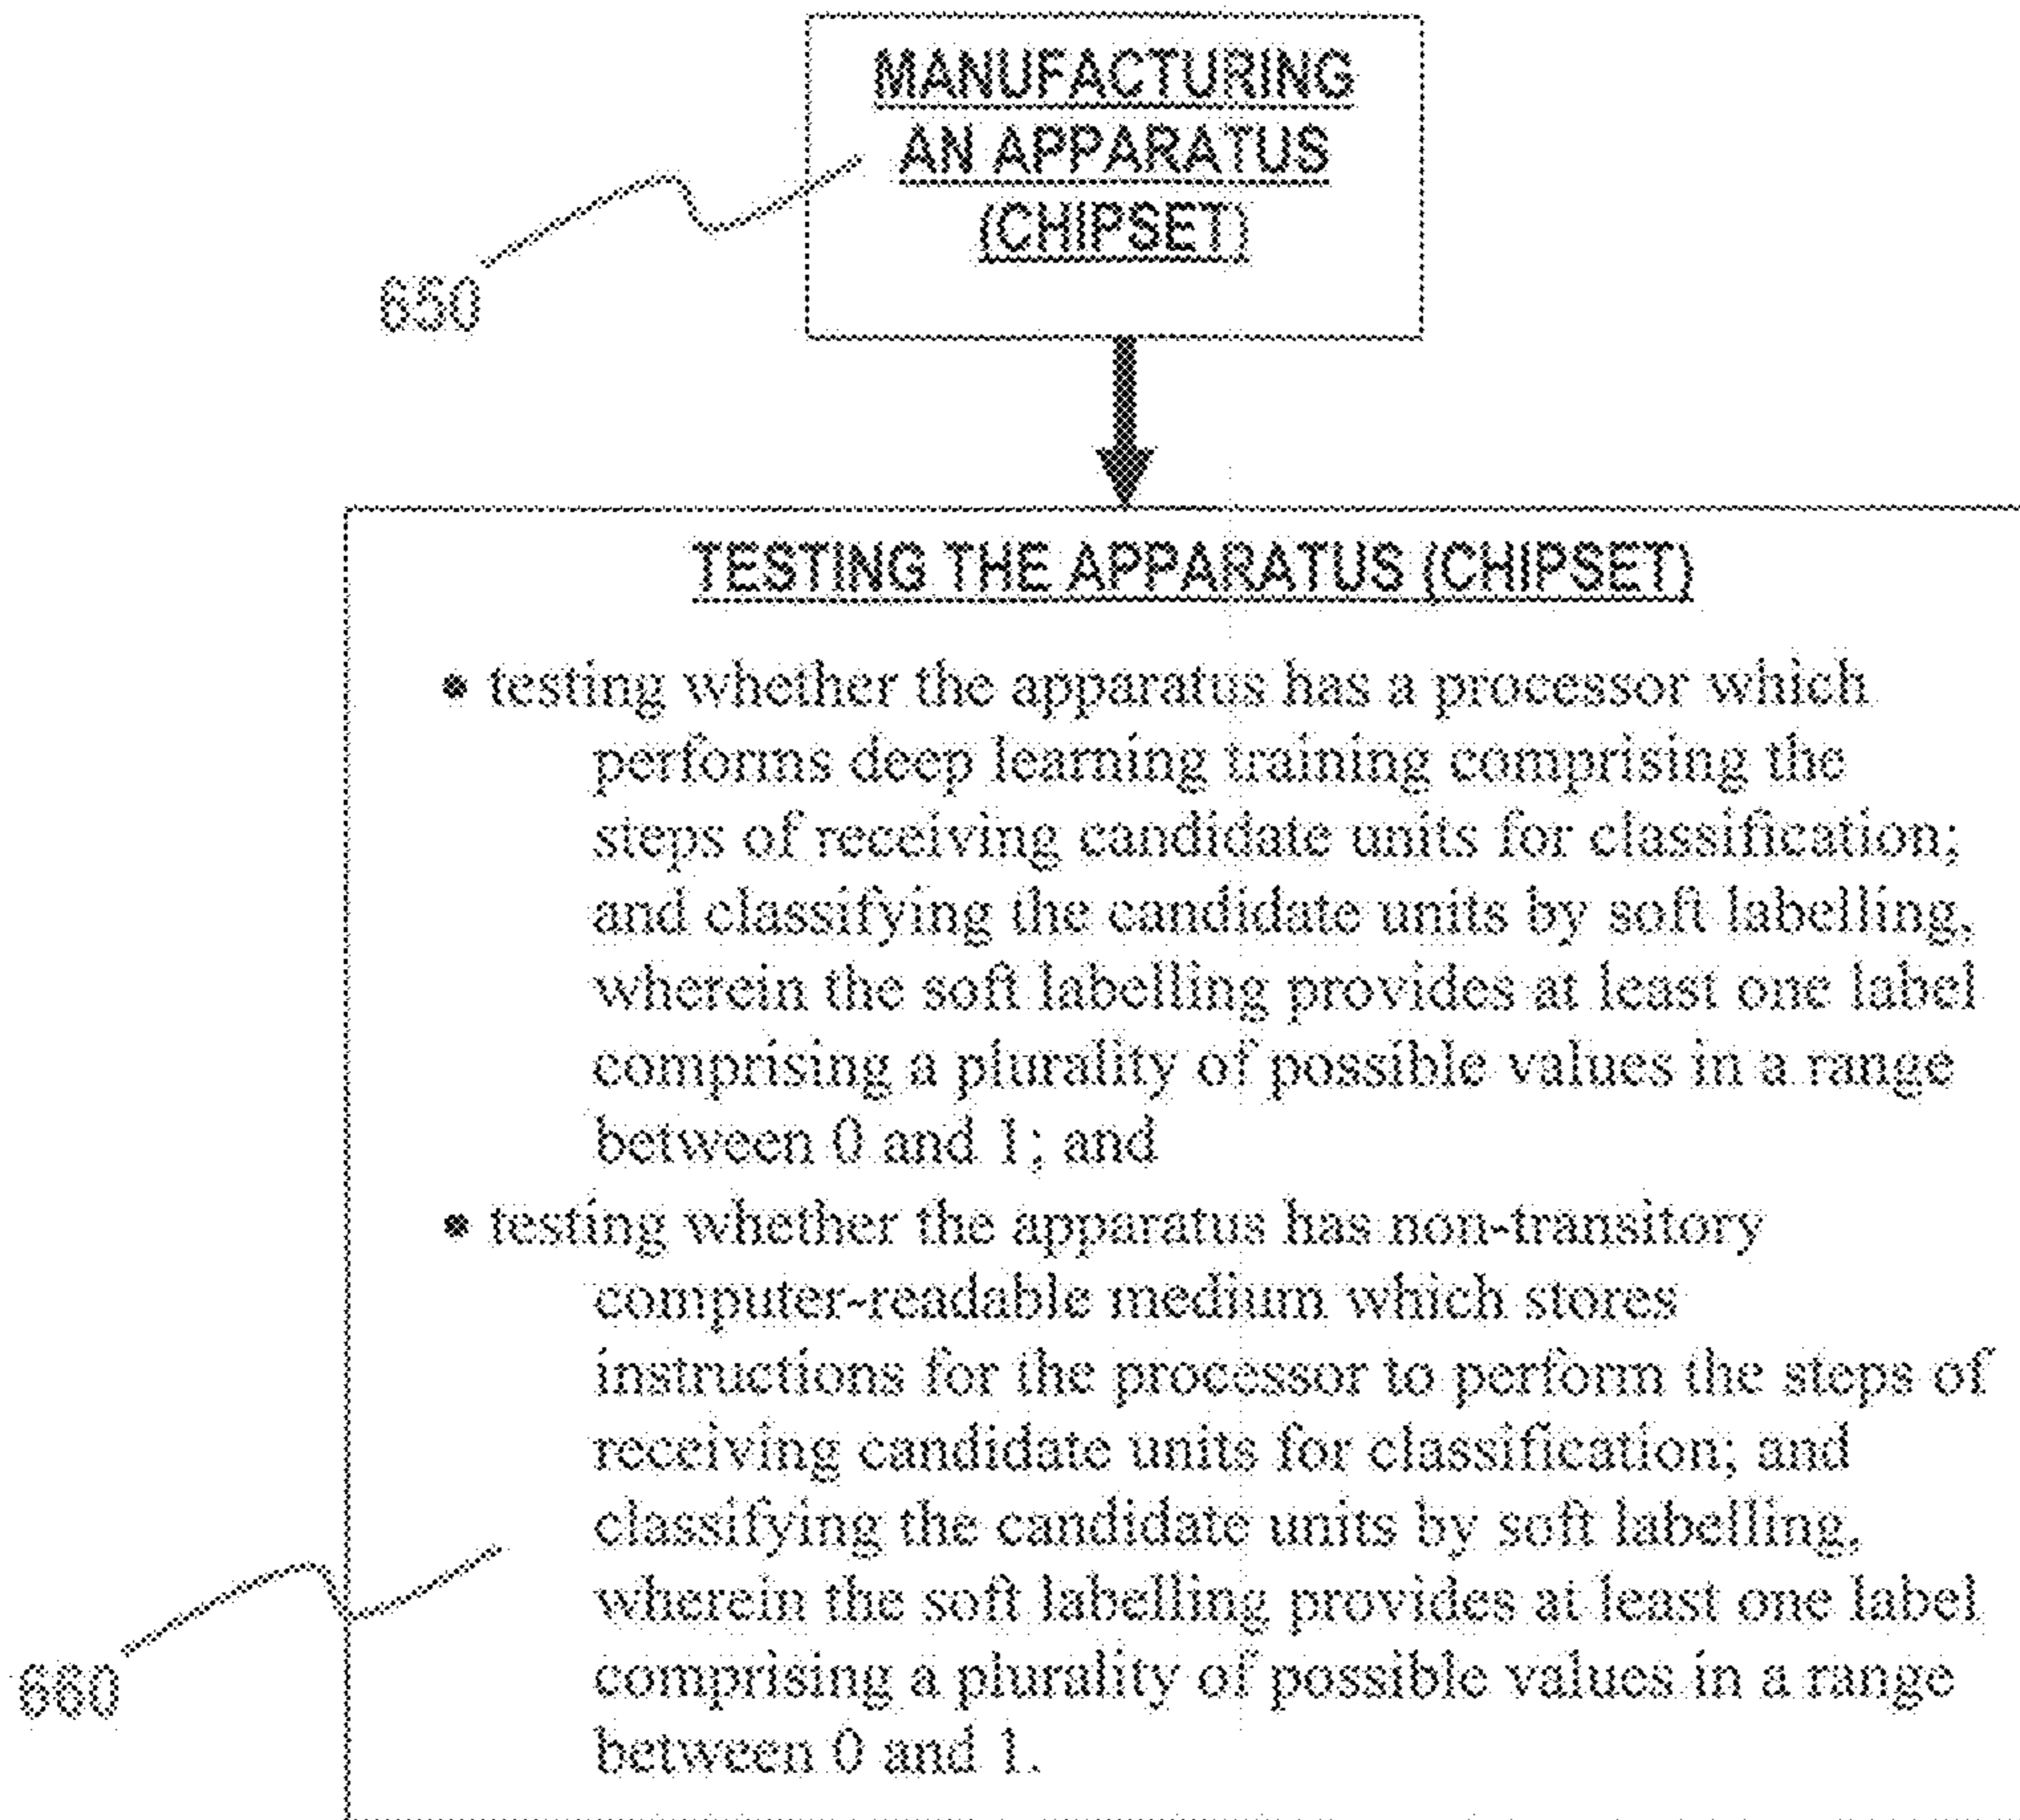 MANUFACTURING
AN APPARATUS
(CHIPSET)
650
TESTING THE APPARATUS (CHIPSET)
• testing whether the apparatus has a processor which
performs deep learning training comprising the
steps of receiving candidate units for classification;
and classifying the candidate units by soft labelling,
wherein the soft labelling provides at least one label
comprising a plurality of possible values in a range
between 0 and 1; and
• testing whether the apparatus has non-transitory
computer-readable medium which stores
instructions for the processor to perform the steps of
receiving candidate units for classification; and
classifying the candidate units by soft labelling,
wherein the soft labelling provides at least one label
comprising a plurality of possible values in a range
between 0 and 1.
660